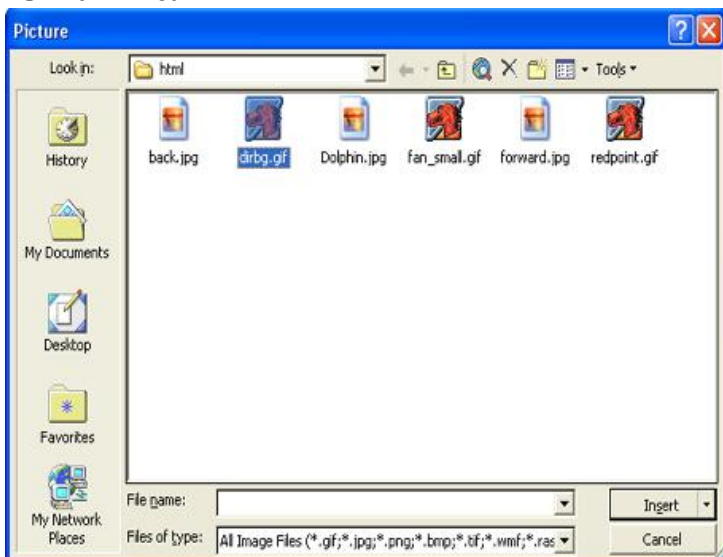 Picture
Look in:
html
Tools
History
My Documents
Desktop
Favorites
My Network
Places
back.jpg
dirbg.gif
Dolphin.jpg
fan_small.gif
forward.jpg
redpoint.gif
File name:
Insert
Files of type:
All Image Files (*.gif;*.jpg;*.png;*.bmp;*.tif;*.wmf;*.ras
Cancel